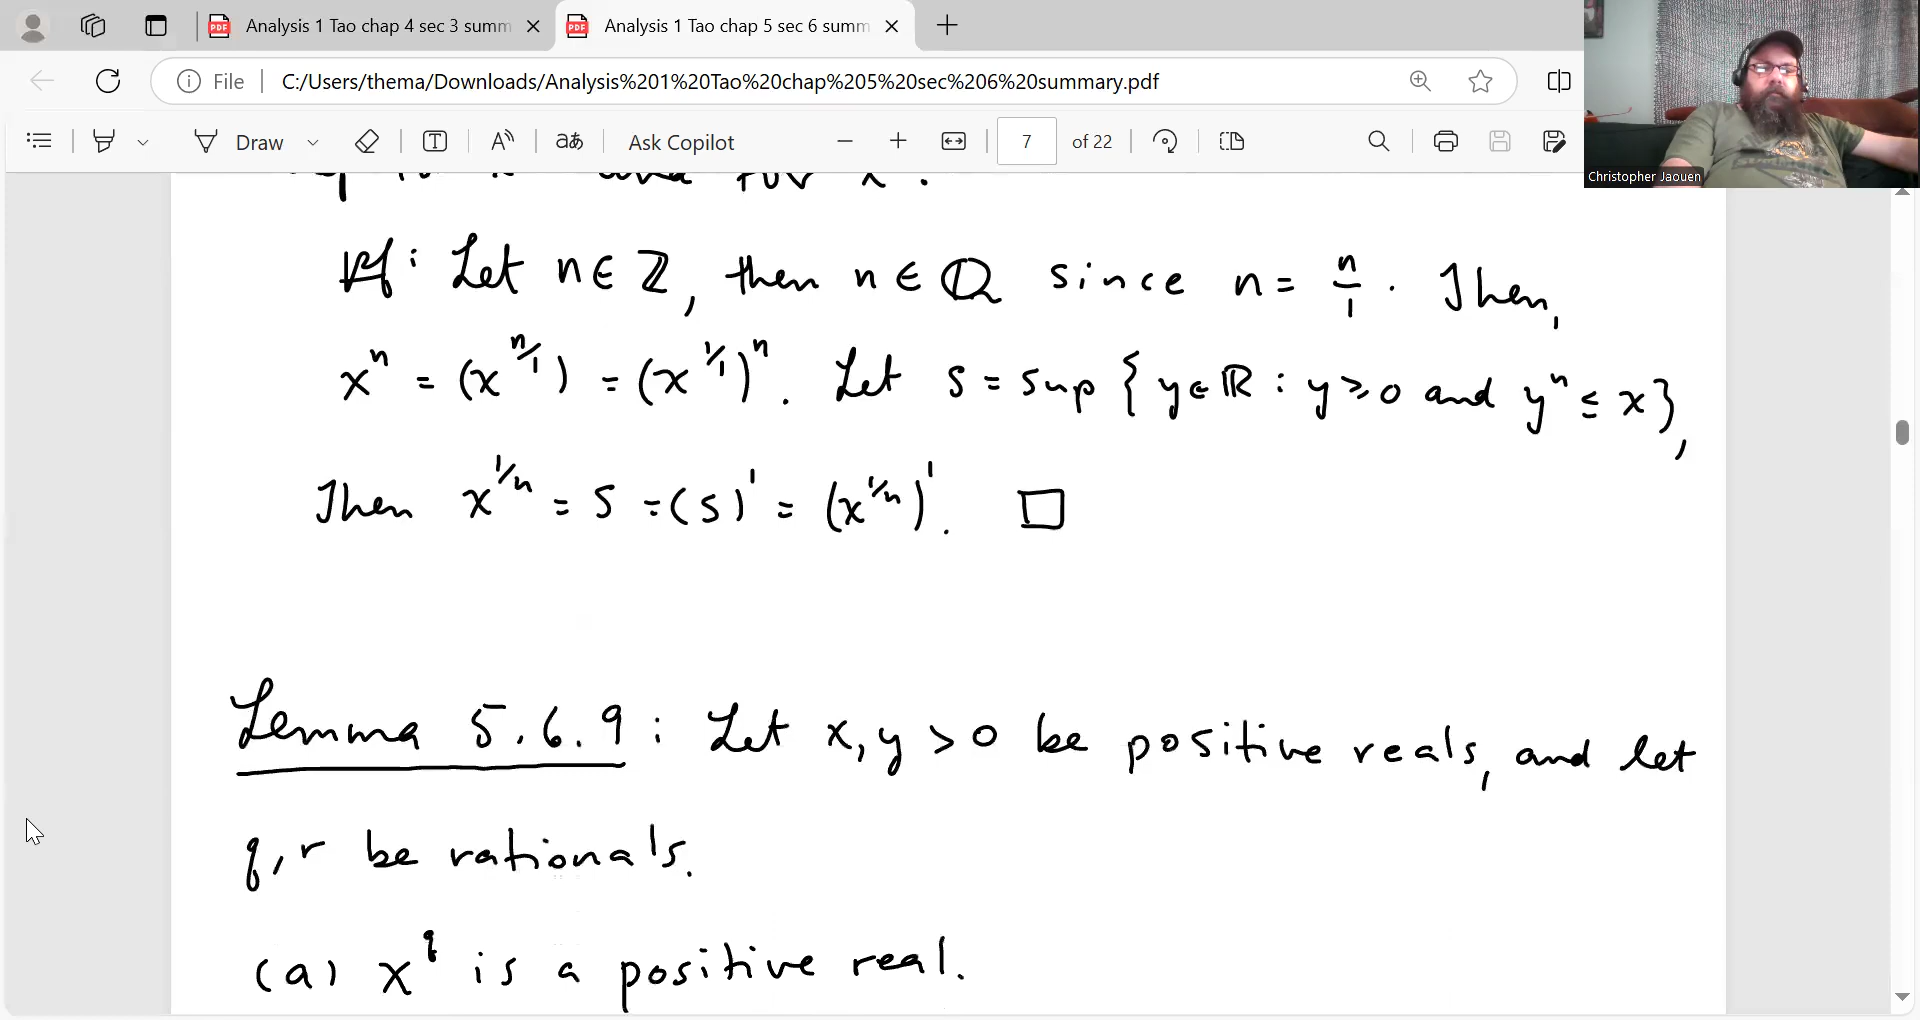 Analysis 1 Tao chap 4 sec 3 summ
Analysis 1 Tao chap 5 sec 6 summ
File
C:/Users/thema/Downloads/Analysis%201%20Tao%20chap%205%20sec%206%20summary.pdf
Draw
Ask Copilot
7 of 22
Christopher Jaouen
and for x
Pf: Let n ∈ ℤ, then n ∈ ℚ since n = n/1. Then,
x^n = (x^{n/1}) = (x^{1/1})^n. Let s = sup {y ∈ ℝ : y ≥ 0 and y^n ≤ x},
Then x^{1/n} = s = (s)^1 = (x^{1/n})^1. □
Lemma 5.6.9: Let x, y > 0 be positive reals, and let
q, r be rationals.
(a) x^q is a positive real.